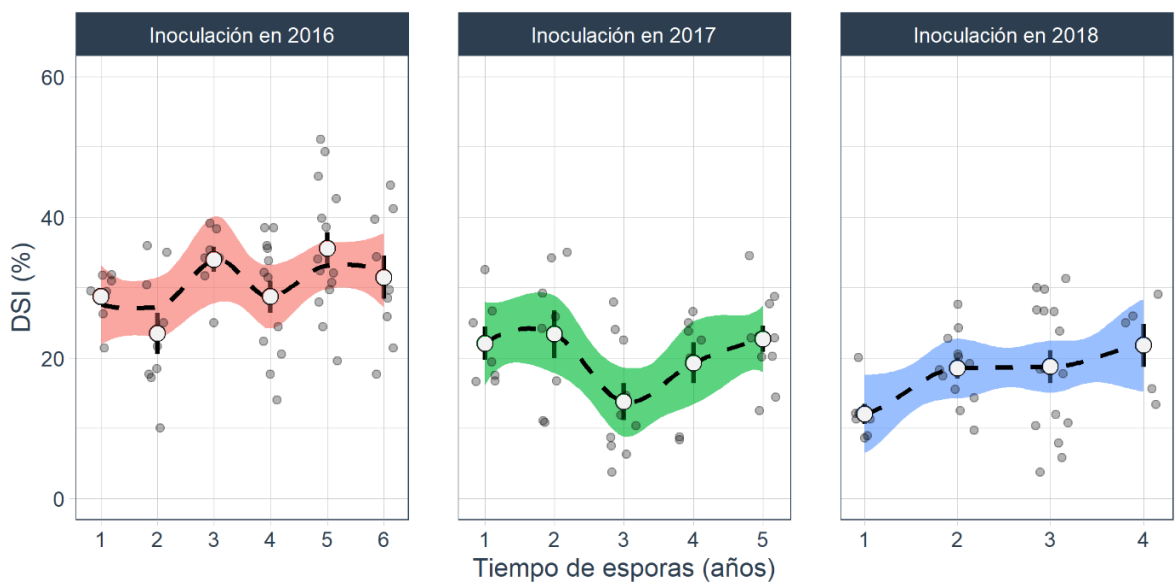 Inoculación en 2016
Inoculación en 2017
Inoculación en 2018
60
40
20
0
DSI (%)
1 2 3 4 5 6
1 2 3 4 5
1 2 3 4
Tiempo de esporas (años)